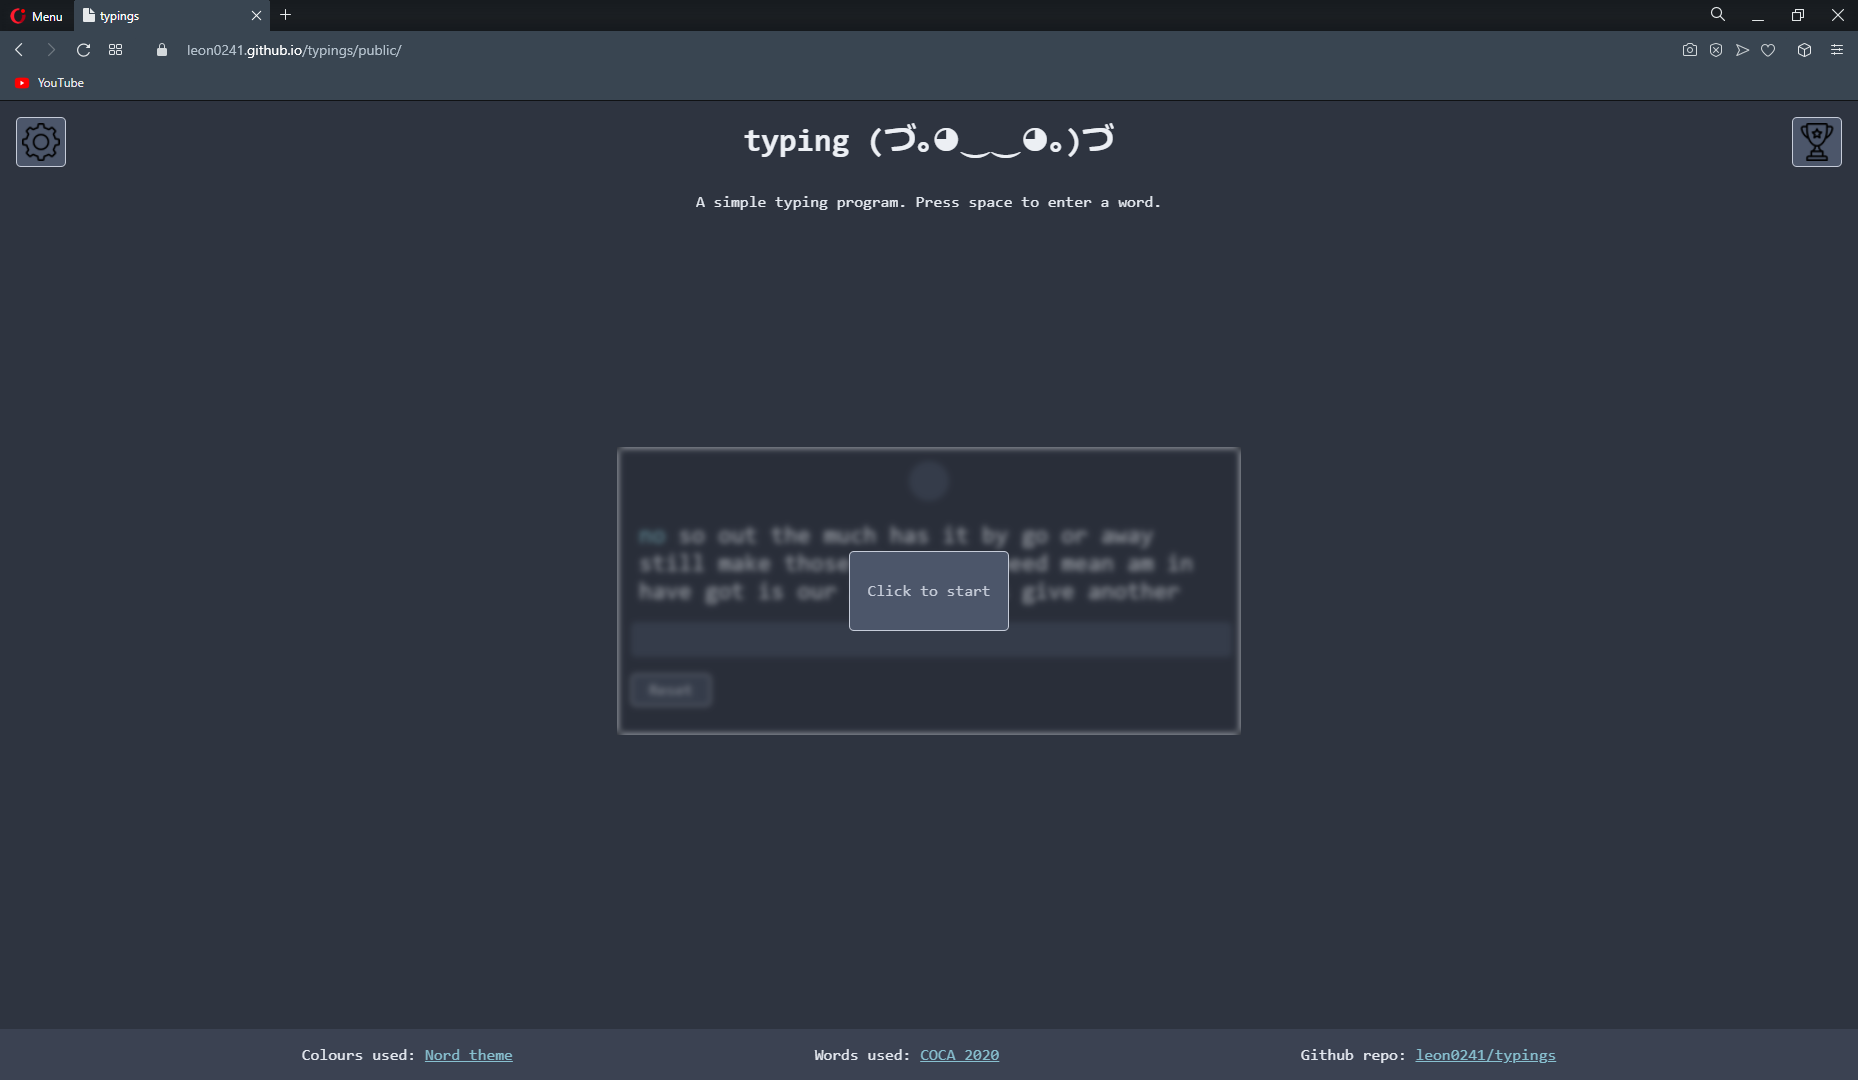 Menu
typings
leon0241.github.io/typings/public/
YouTube
typing (づ｡◕‿‿◕｡)づ
A simple typing program. Press space to enter a word.
no so out the much has it by go or away
still make those eed mean am in
have got is our give another
Click to start
Reset
Colours used: Nord theme
Words used: COCA 2020
Github repo: leon0241/typings